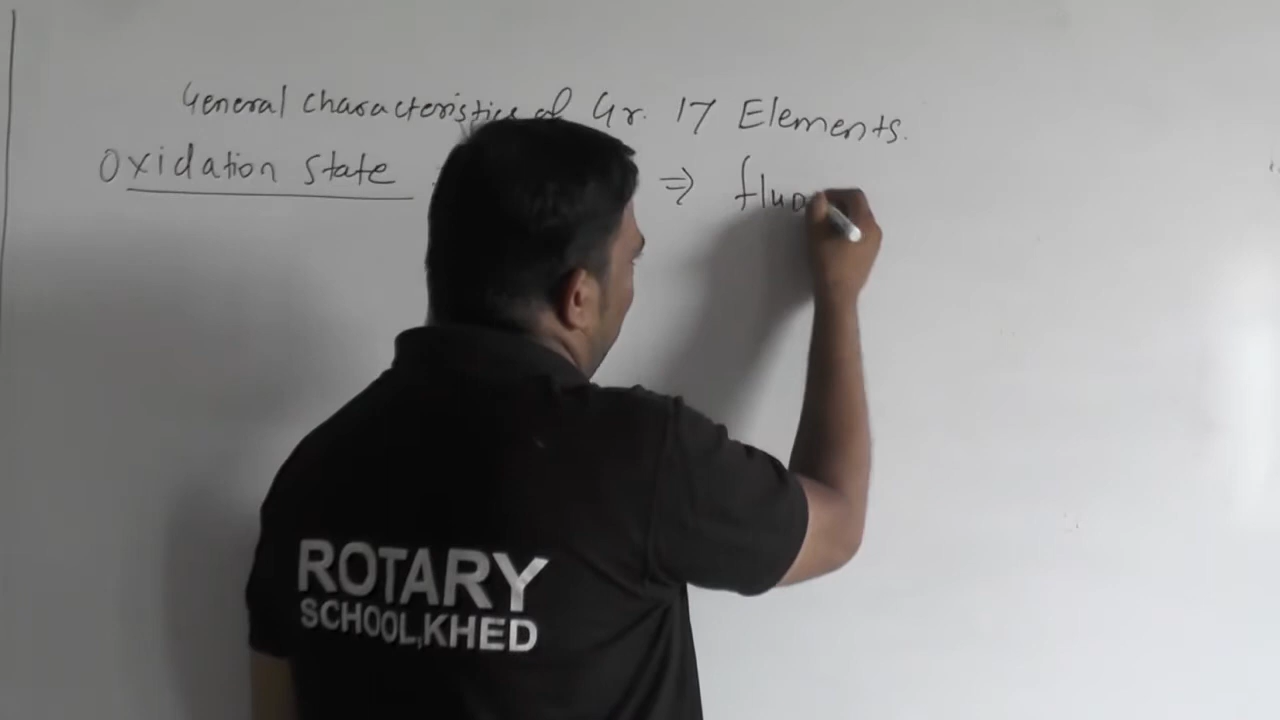 General Characteristics of Gr. 17 Elements.
Oxidation State ⇒ fluo
ROTARY
SCHOOL,KHED